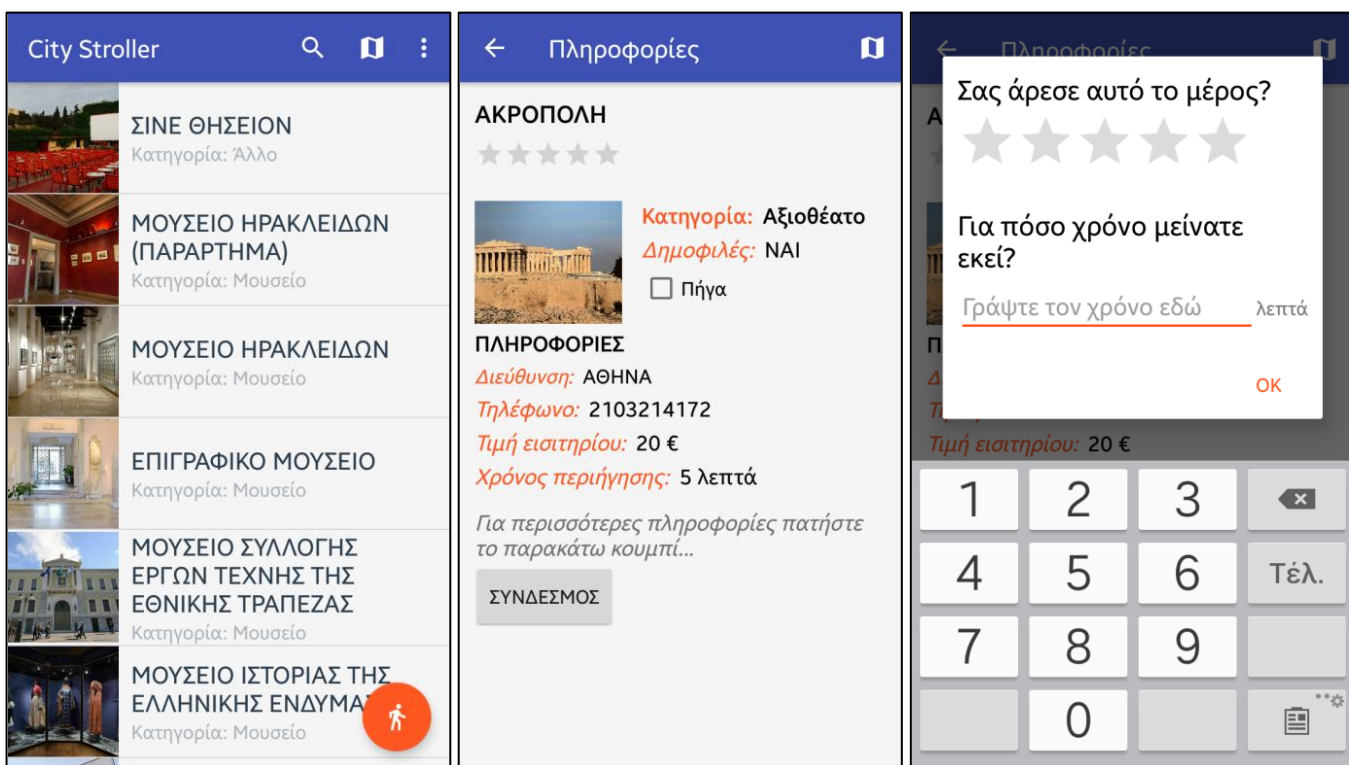 City Stroller
ΣΙΝΕ ΘΗΣΕΙΟΝ
Κατηγορία: Άλλο
ΜΟΥΣΕΙΟ ΗΡΑΚΛΕΙΔΩΝ
(ΠΑΡΑΡΤΗΜΑ)
Κατηγορία: Μουσείο
ΜΟΥΣΕΙΟ ΗΡΑΚΛΕΙΔΩΝ
Κατηγορία: Μουσείο
ΕΠΙΓΡΑΦΙΚΟ ΜΟΥΣΕΙΟ
Κατηγορία: Μουσείο
ΜΟΥΣΕΙΟ ΣΥΛΛΟΓΗΣ
ΕΡΓΩΝ ΤΕΧΝΗΣ ΤΗΣ
ΕΘΝΙΚΗΣ ΤΡΑΠΕΖΑΣ
Κατηγορία: Μουσείο
ΜΟΥΣΕΙΟ ΙΣΤΟΡΙΑΣ ΤΗΣ
ΕΛΛΗΝΙΚΗΣ ΕΝΔΥΜΑΣ
Κατηγορία: Μουσείο
Πληροφορίες
ΑΚΡΟΠΟΛΗ
Κατηγορία: Αξιοθέατο
Δημοφιλές: ΝΑΙ
Πήγα
ΠΛΗΡΟΦΟΡΙΕΣ
Διεύθυνση: ΑΘΗΝΑ
Τηλέφωνο: 2103214172
Τιμή εισιτηρίου: 20 €
Χρόνος περιήγησης: 5 λεπτά
Για περισσότερες πληροφορίες πατήστε
το παρακάτω κουμπί...
ΣΥΝΔΕΣΜΟΣ
Πληροφορίες
Σας άρεσε αυτό το μέρος?
Για πόσο χρόνο μείνατε
εκεί?
Γράψτε τον χρόνο εδώ λεπτά
OK
Τιμή εισιτηρίου: 20 €
1 2 3
4 5 6 Τέλ.
7 8 9
0